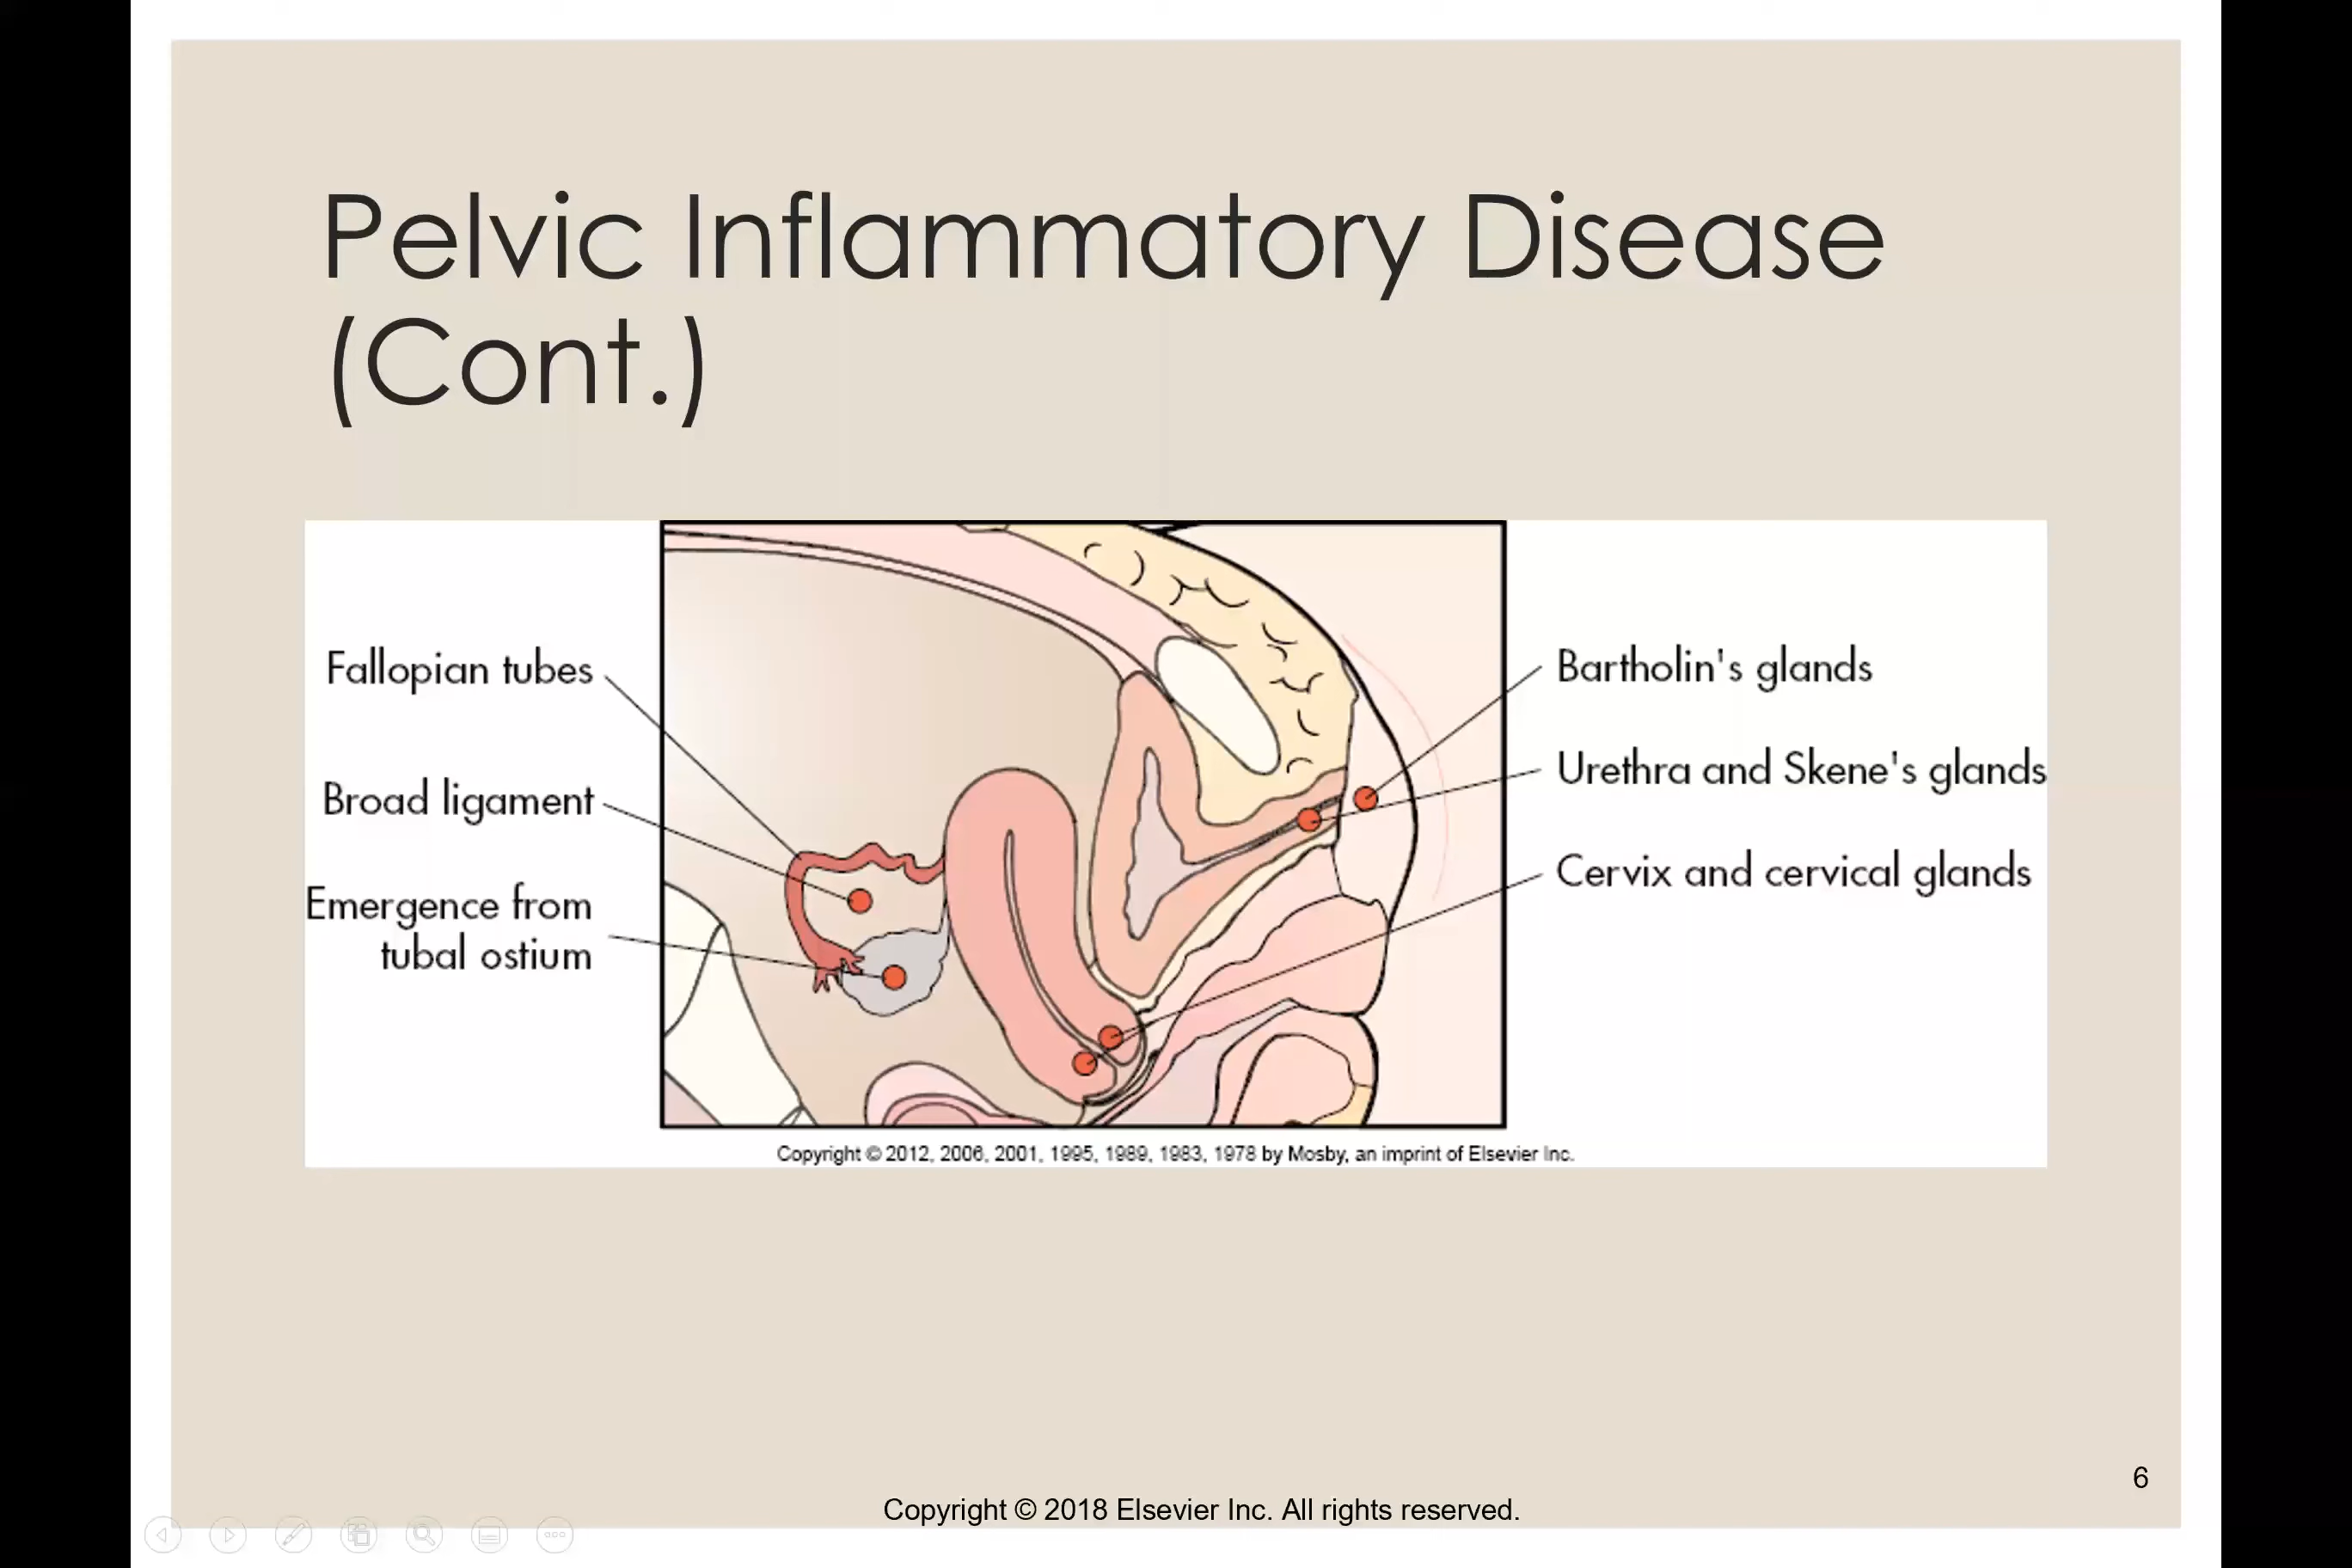 Pelvic Inflammatory Disease
(Cont.)
Fallopian tubes
Broad ligament
Emergence from
tubal ostium
Bartholin's glands
Urethra and Skene's glands
Cervix and cervical glands
Copyright © 2012, 2006, 2001, 1995, 1989, 1983, 1978 by Mosby, an imprint of Elsevier Inc.
6
Copyright © 2018 Elsevier Inc. All rights reserved.